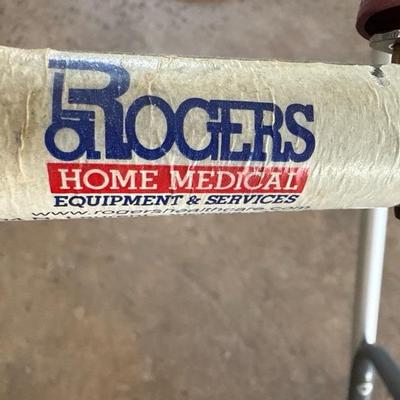 ROGERS
HOME MEDICAL
EQUIPMENT & SERVICES
www.rogershealthcare.com